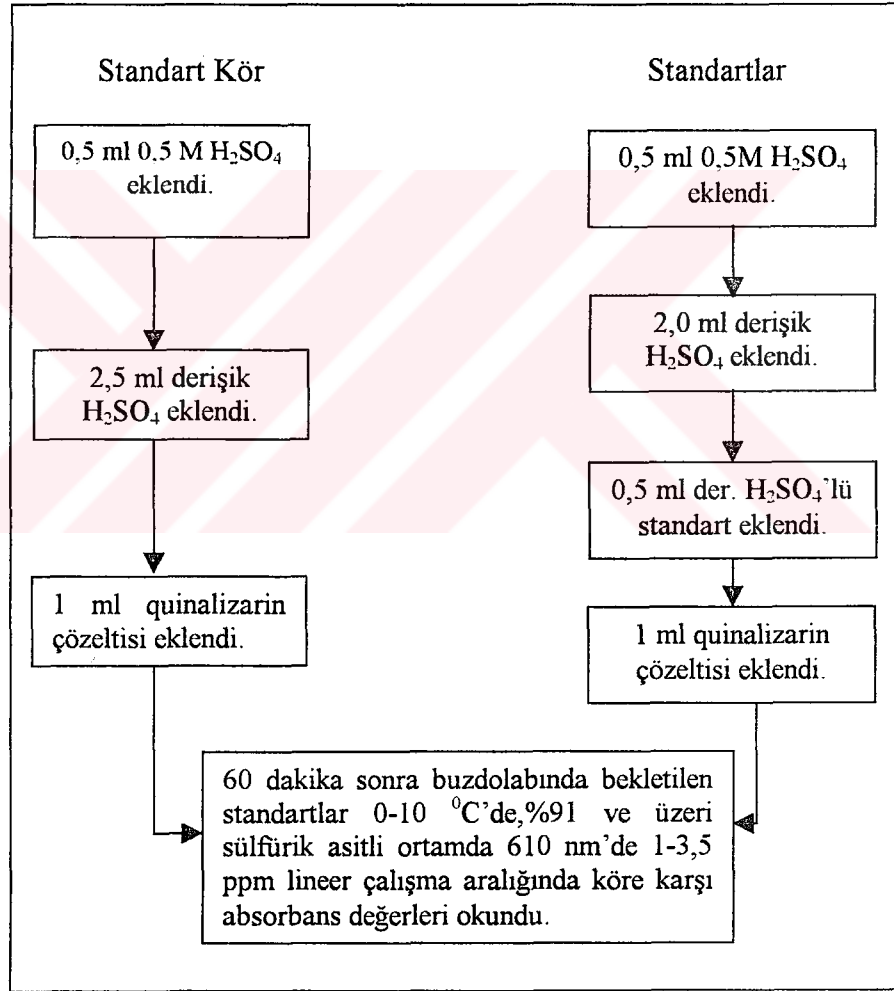 Standart Kör
0,5 ml 0,5 M H₂SO₄
eklendi.
2,5 ml derişik
H₂SO₄ eklendi.
1 ml quinalizarin
çözeltisi eklendi.
Standartlar
0,5 ml 0,5M H₂SO₄
eklendi.
2,0 ml derişik
H₂SO₄ eklendi.
0,5 ml der. H₂SO₄'lü
standart eklendi.
1 ml quinalizarin
çözeltisi eklendi.
60 dakika sonra buzdolabında bekletilen
standartlar 0-10 ⁰C'de,%91 ve üzeri
sülfürik asitli ortamda 610 nm'de 1-3,5
ppm lineer çalışma aralığında köre karşı
absorbans değerleri okundu.